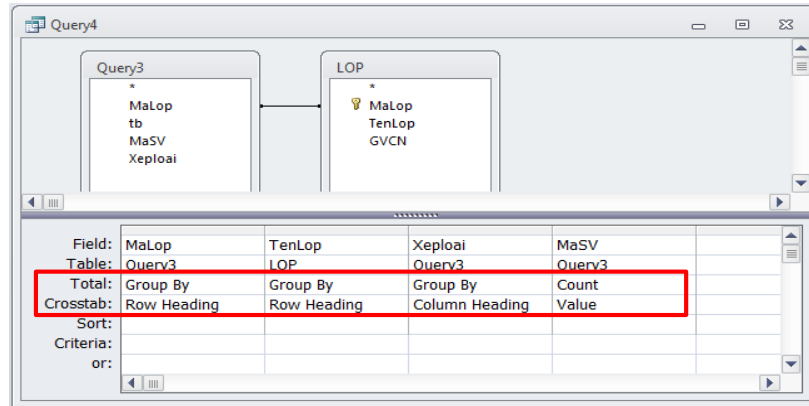 Query4
Query3
*
MaLop
tb
MaSV
Xeploai
LOP
*
MaLop
TenLop
GVCN
Field: MaLop TenLop Xeploai MaSV
Table: Query3 LOP Query3 Query3
Total: Group By Group By Group By Count
Crosstab: Row Heading Row Heading Column Heading Value
Sort:
Criteria:
or: